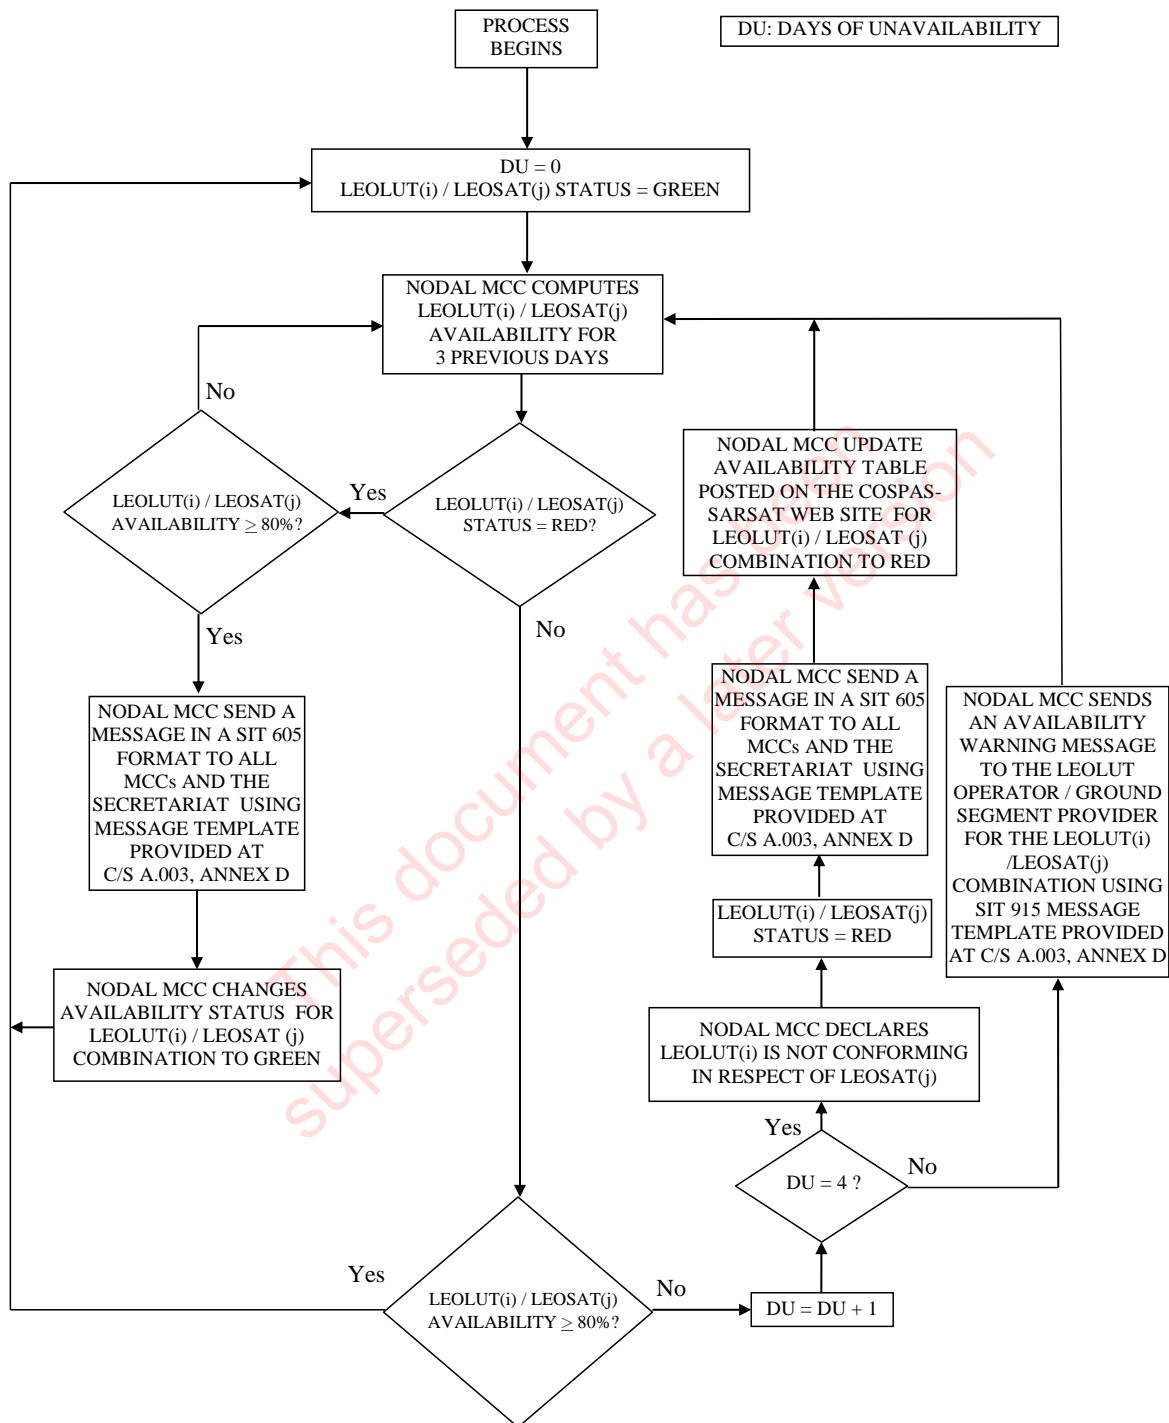 PROCESS
BEGINS
DU: DAYS OF UNAVAILABILITY
DU = 0
LEOLUT(i) / LEOSAT(j) STATUS = GREEN
NODAL MCC COMPUTES
LEOLUT(i) / LEOSAT(j)
AVAILABILITY FOR
3 PREVIOUS DAYS
No
LEOLUT(i) / LEOSAT(j)
AVAILABILITY ≥ 80%?
Yes
LEOLUT(i) / LEOSAT(j)
STATUS = RED?
NODAL MCC UPDATE
AVAILABILITY TABLE
POSTED ON THE COSPAS-
SARSAT WEB SITE FOR
LEOLUT(i) / LEOSAT (j)
COMBINATION TO RED
Yes
No
NODAL MCC SEND A
MESSAGE IN A SIT 605
FORMAT TO ALL
MCCs AND THE
SECRETARIAT USING
MESSAGE TEMPLATE
PROVIDED AT
C/S A.003, ANNEX D
NODAL MCC SEND A
MESSAGE IN A SIT 605
FORMAT TO ALL
MCCs AND THE
SECRETARIAT USING
MESSAGE TEMPLATE
PROVIDED AT
C/S A.003, ANNEX D
NODAL MCC SENDS
AN AVAILABILITY
WARNING MESSAGE
TO THE LEOLUT
OPERATOR / GROUND
SEGMENT PROVIDER
FOR THE LEOLUT(i)
/LEOSAT(j)
COMBINATION USING
SIT 915 MESSAGE
TEMPLATE PROVIDED
AT C/S A.003, ANNEX D
LEOLUT(i) / LEOSAT(j)
STATUS = RED
NODAL MCC CHANGES
AVAILABILITY STATUS FOR
LEOLUT(i) / LEOSAT (j)
COMBINATION TO GREEN
NODAL MCC DECLARES
LEOLUT(i) IS NOT CONFORMING
IN RESPECT OF LEOSAT(j)
Yes
No
DU = 4 ?
Yes
LEOLUT(i) / LEOSAT(j)
AVAILABILITY ≥ 80%?
No
DU = DU + 1
This document has been
superseded by a later version